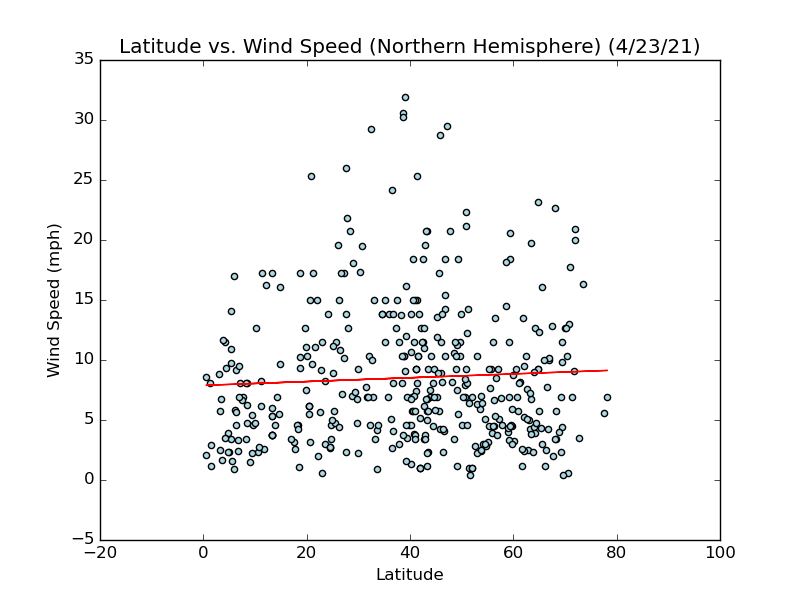 Latitude vs. Wind Speed (Northern Hemisphere) (4/23/21)
35
30
25
20
15
10
5
0
−5
Wind Speed (mph)
−20 0 20 40 60 80 100
Latitude